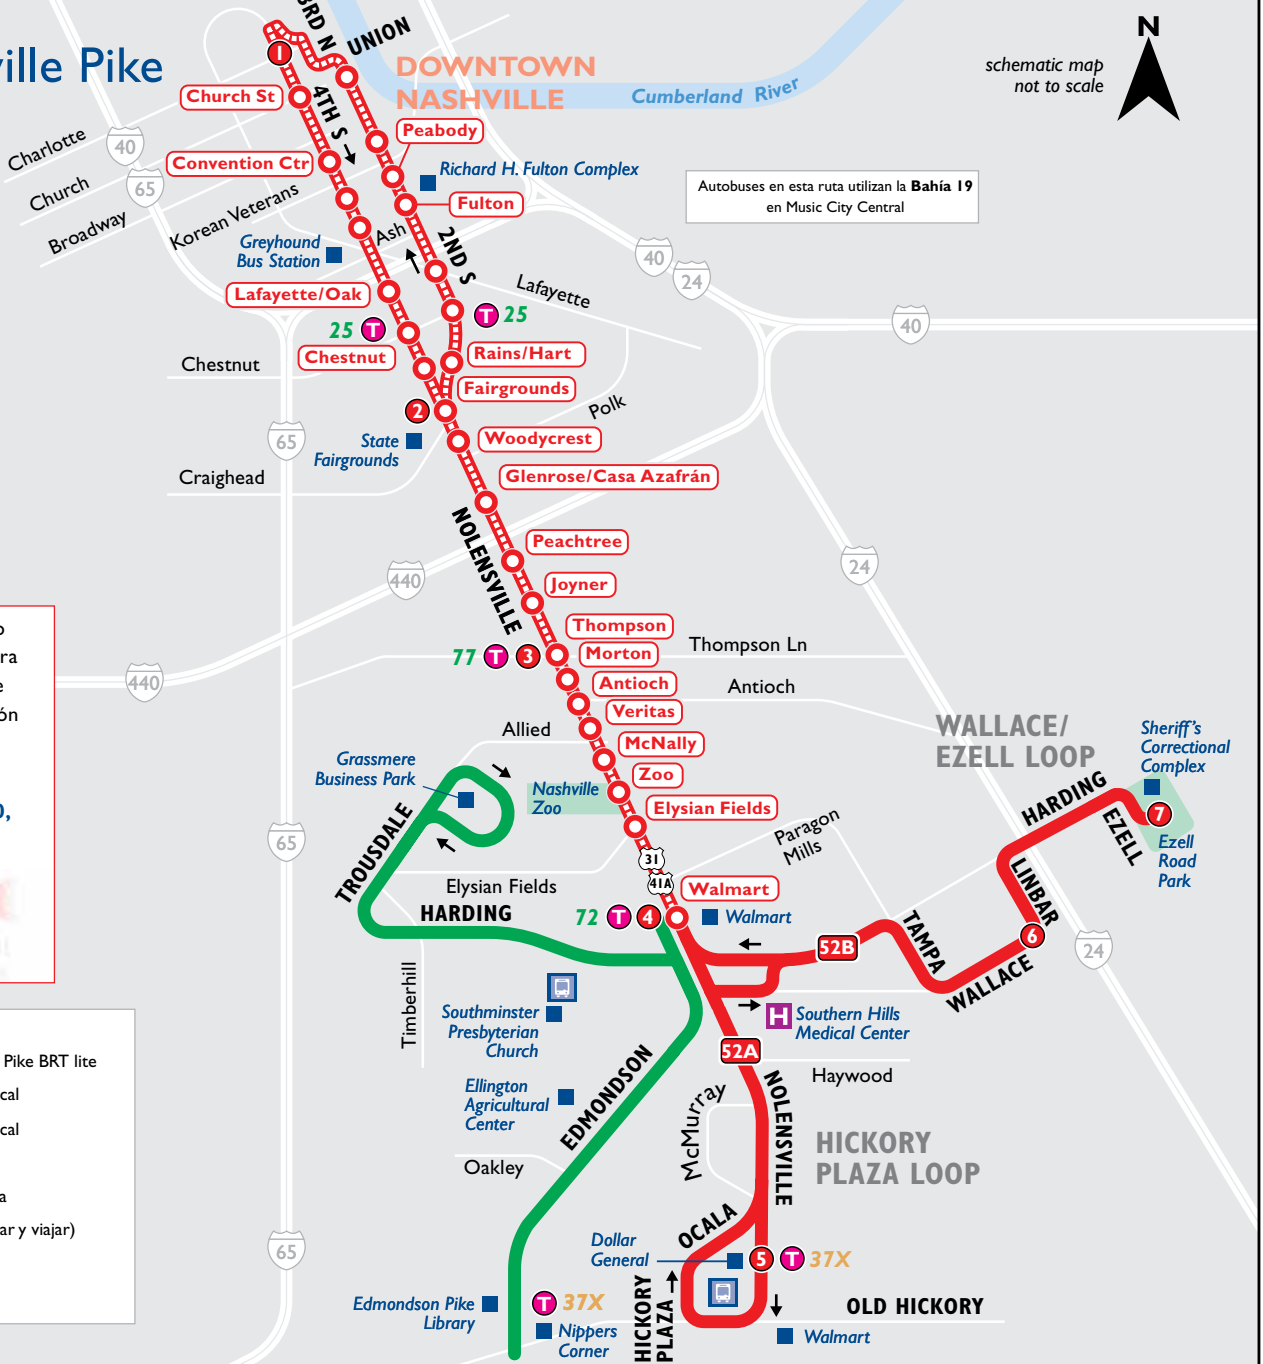 ville Pike
3RD N
UNION
DOWNTOWN
NASHVILLE
Cumberland River
schematic map
not to scale
N
1
Church St
4TH S
Peabody
Charlotte
40
Convention Ctr
Richard H. Fulton Complex
Church
65
Autobuses en esta ruta utilizan la Bahía 19
en Music City Central
Fulton
Broadway
Korean Veterans
Ash
2ND S
Greyhound
Bus Station
40
24
Lafayette/Oak
Lafayette
25 T
T 25
40
Chestnut
Chestnut
Rains/Hart
Fairgrounds
2
Polk
65
State
Fairgrounds
Woodycrest
Craighead
Glenrose/Casa Azafrán
NOLENSVILLE
Peachtree
440
Joyner
24
Thompson
77 T 3
Morton
Thompson Ln
440
Antioch
Antioch
Veritas
Allied
McNally
WALLACE/
EZELL LOOP
Sheriff's
Correctional
Complex
Grassmere
Business Park
Zoo
Nashville
Zoo
Elysian Fields
HARDING
EZELL
7
TROUSDALE
65
Paragon
Mills
Ezell
Road
Park
31
41A
LINBAR
Elysian Fields
Walmart
HARDING
72 T 4
Walmart
TAMPA
6
52B
24
WALLACE
Timberhill
Southminster
Presbyterian
Church
H
Southern Hills
Medical Center
52A
EDMONDSON
Haywood
Ellington
Agricultural
Center
McMurray
NOLENSVILLE
HICKORY
PLAZA LOOP
Oakley
OCALA
Dollar
General
5 T 37X
65
HICKORY
PLAZA
OLD HICKORY
Edmondson Pike
Library
T 37X
Nippers
Corner
Walmart
o
ra
e
ón
0,
Pike BRT lite
cal
cal
a
ar y viajar)